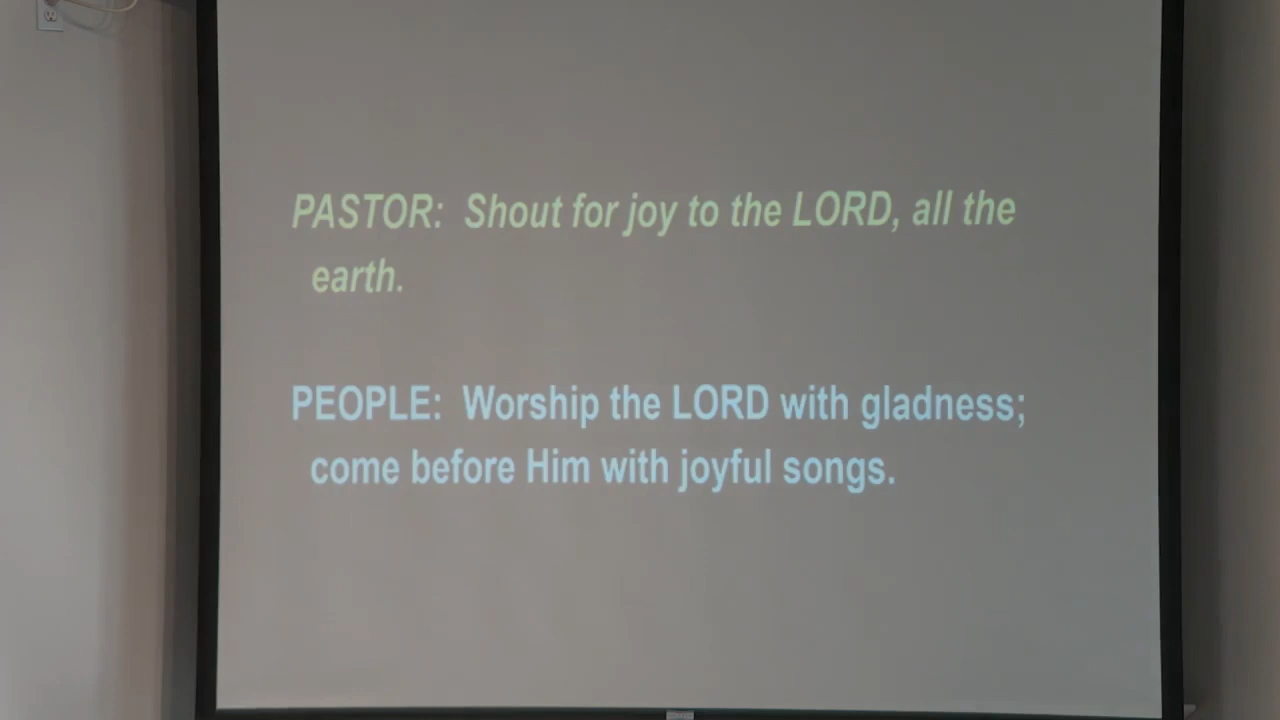 PASTOR: Shout for joy to the LORD, all the
earth.
PEOPLE: Worship the LORD with gladness;
come before Him with joyful songs.